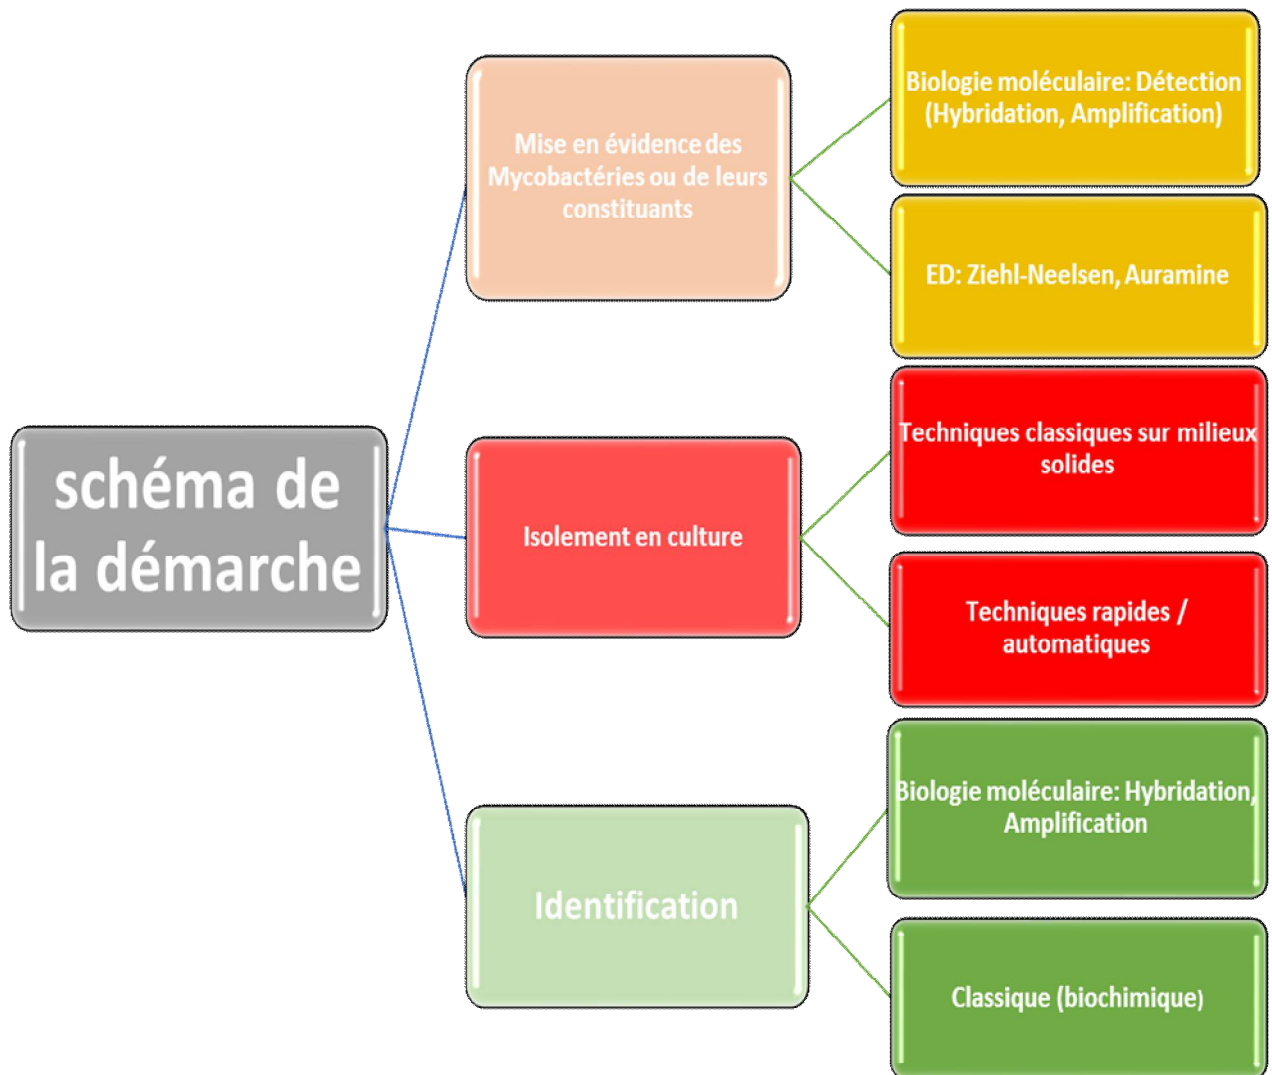 schéma de
la démarche
Mise en évidence des
Mycobactéries ou de leurs
constituants
Biologie moléculaire: Détection
(Hybridation, Amplification)
ED: Ziehl-Neelsen, Auramine
Isolement en culture
Techniques classiques sur milieux
solides
Techniques rapides /
automatiques
Identification
Biologie moléculaire: Hybridation,
Amplification
Classique (biochimique)